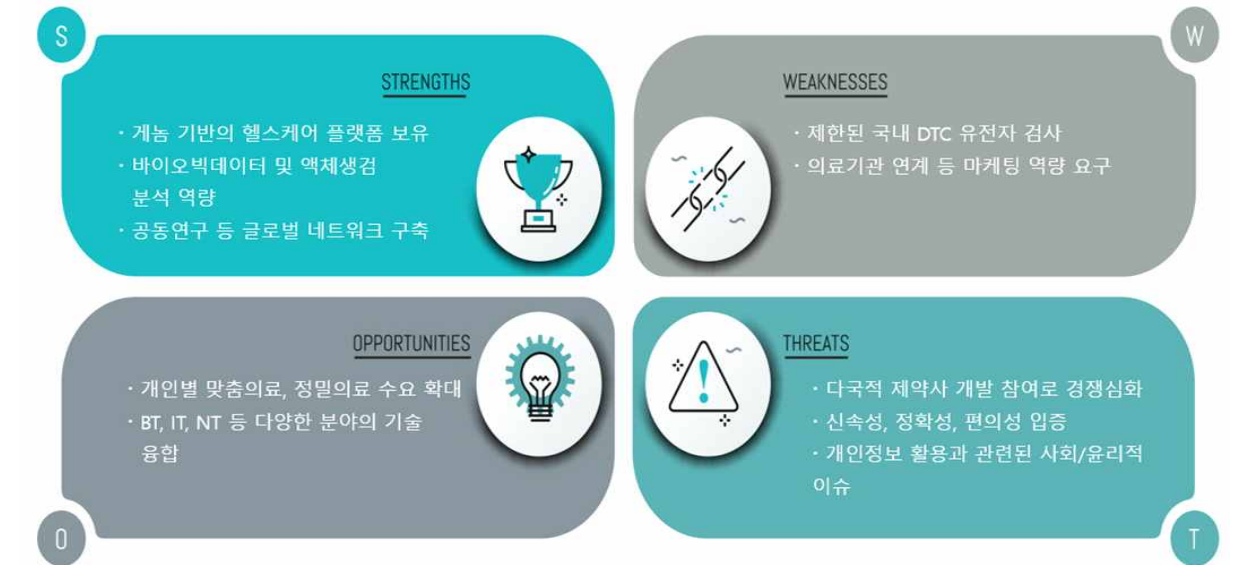 S
STRENGTHS
· 게놈 기반의 헬스케어 플랫폼 보유
· 바이오빅데이터 및 액체생검
분석 역량
· 공동연구 등 글로벌 네트워크 구축
W
WEAKNESSES
· 제한된 국내 DTC 유전자 검사
· 의료기관 연계 등 마케팅 역량 요구
OPPORTUNITIES
· 개인별 맞춤의료, 정밀의료 수요 확대
· BT, IT, NT 등 다양한 분야의 기술
융합
O
THREATS
· 다국적 제약사 개발 참여로 경쟁심화
· 신속성, 정확성, 편의성 입증
· 개인정보 활용과 관련된 사회/윤리적
이슈
T